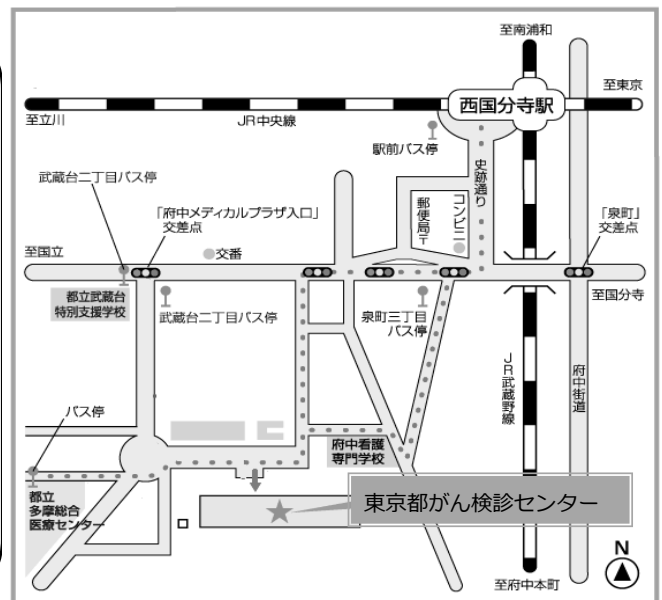 至南浦和
至東京
西国分寺駅
至立川
JR中央線
駅前バス停
武蔵台二丁目バス停
史跡通り
コンビニ
郵便局〒
「府中メディカルプラザ入口」
交差点
「泉町」
交差点
交番
至国立
至国分寺
都立武蔵台
特別支援学校
武蔵台二丁目バス停
泉町三丁目
バス停
JR武蔵野線
府中街道
バス停
府中看護
専門学校
都立
多摩総合
医療センター
東京都がん検診センター
N
至府中本町